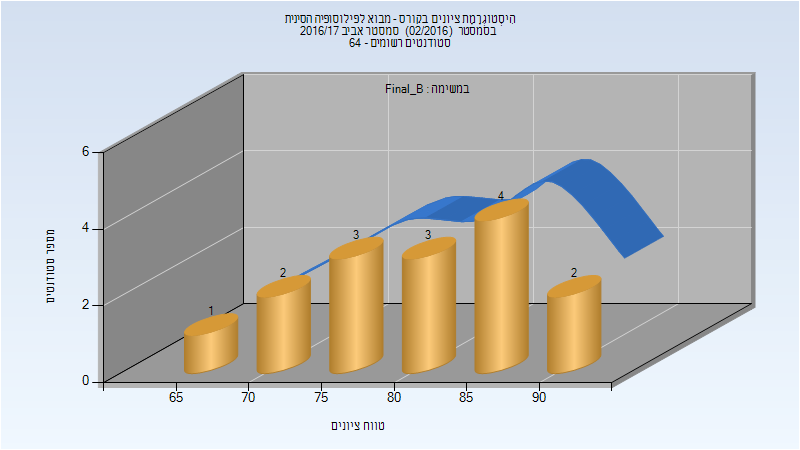 היסטוגרמת ציונים בקורס - מבוא לפילוסופיה הסינית
בסמסטר (02/2016) סמסטר אביב 2016/17
סטודנטים רשומים - 64
במשימה : Final_B
מספר סטודנטים
6
4
2
0
1
2
3
3
4
2
65
70
75
80
85
90
טווח ציונים